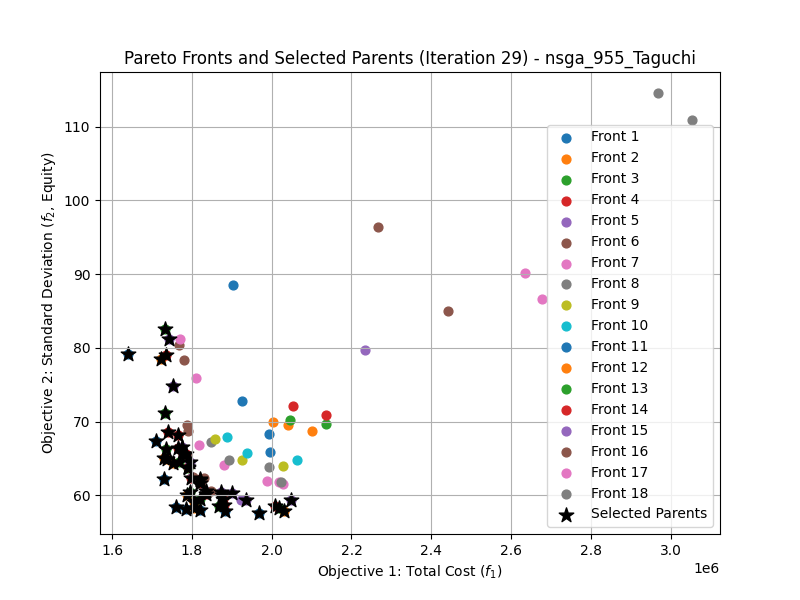 Pareto Fronts and Selected Parents (Iteration 29) - nsga_955_Taguchi
Objective 2: Standard Deviation (f₂, Equity)
110
100
90
80
70
60
1.6
1.8
2.0
2.2
2.4
2.6
2.8
3.0
1e6
Objective 1: Total Cost (f₁)
Front 1
Front 2
Front 3
Front 4
Front 5
Front 6
Front 7
Front 8
Front 9
Front 10
Front 11
Front 12
Front 13
Front 14
Front 15
Front 16
Front 17
Front 18
Selected Parents